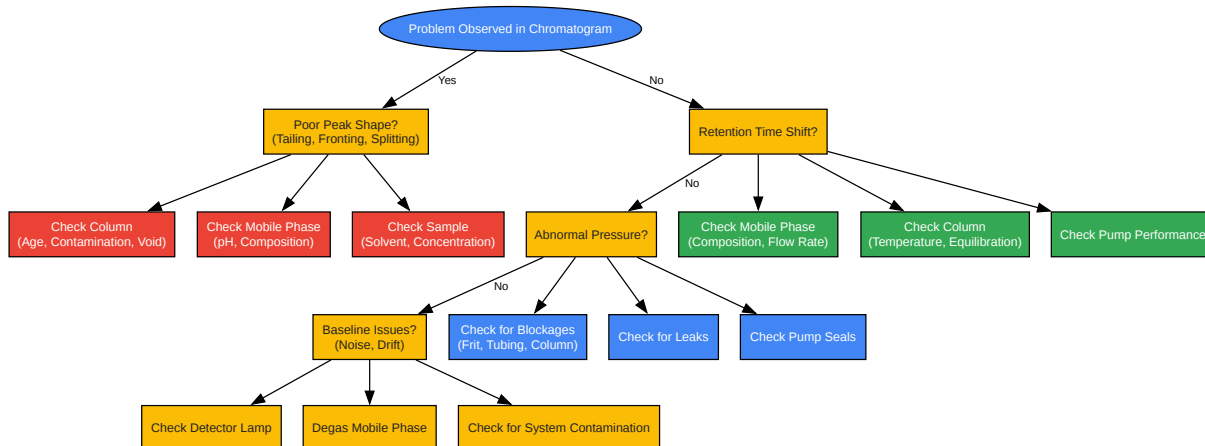 Problem Observed in Chromatogram
Yes
No
Poor Peak Shape?
(Tailing, Fronting, Splitting)
Retention Time Shift?
No
Check Column
(Age, Contamination, Void)
Check Mobile Phase
(pH, Composition)
Check Sample
(Solvent, Concentration)
Abnormal Pressure?
Check Mobile Phase
(Composition, Flow Rate)
Check Column
(Temperature, Equilibration)
Check Pump Performance
No
Baseline Issues?
(Noise, Drift)
Check for Blockages
(Frit, Tubing, Column)
Check for Leaks
Check Pump Seals
Check Detector Lamp
Degas Mobile Phase
Check for System Contamination